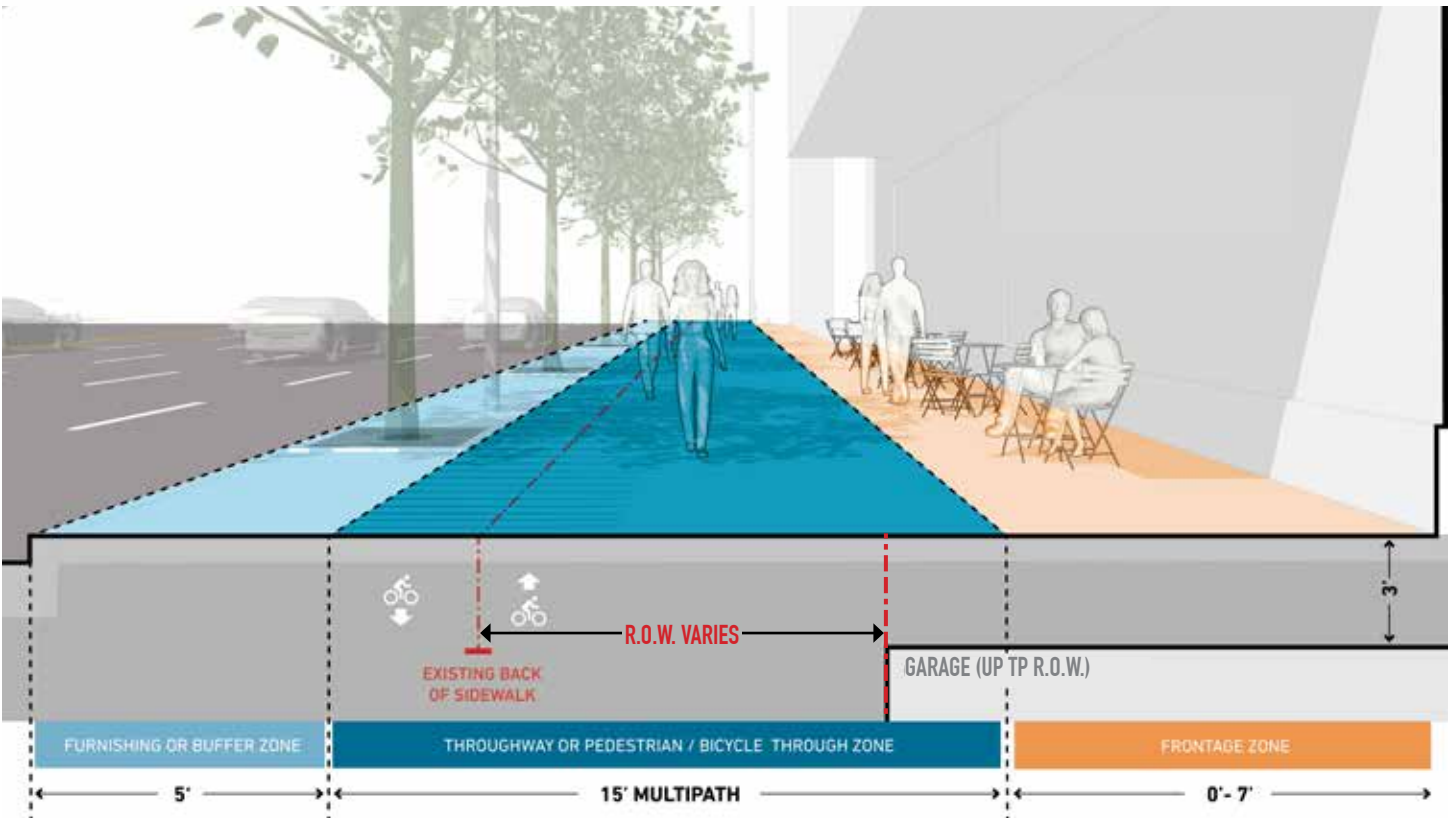 3'
R.O.W. VARIES
EXISTING BACK
OF SIDEWALK
GARAGE (UP TP R.O.W.)
FURNISHING OR BUFFER ZONE
THROUGHWAY OR PEDESTRIAN / BICYCLE THROUGH ZONE
FRONTAGE ZONE
5'
15' MULTIPATH
0'- 7'